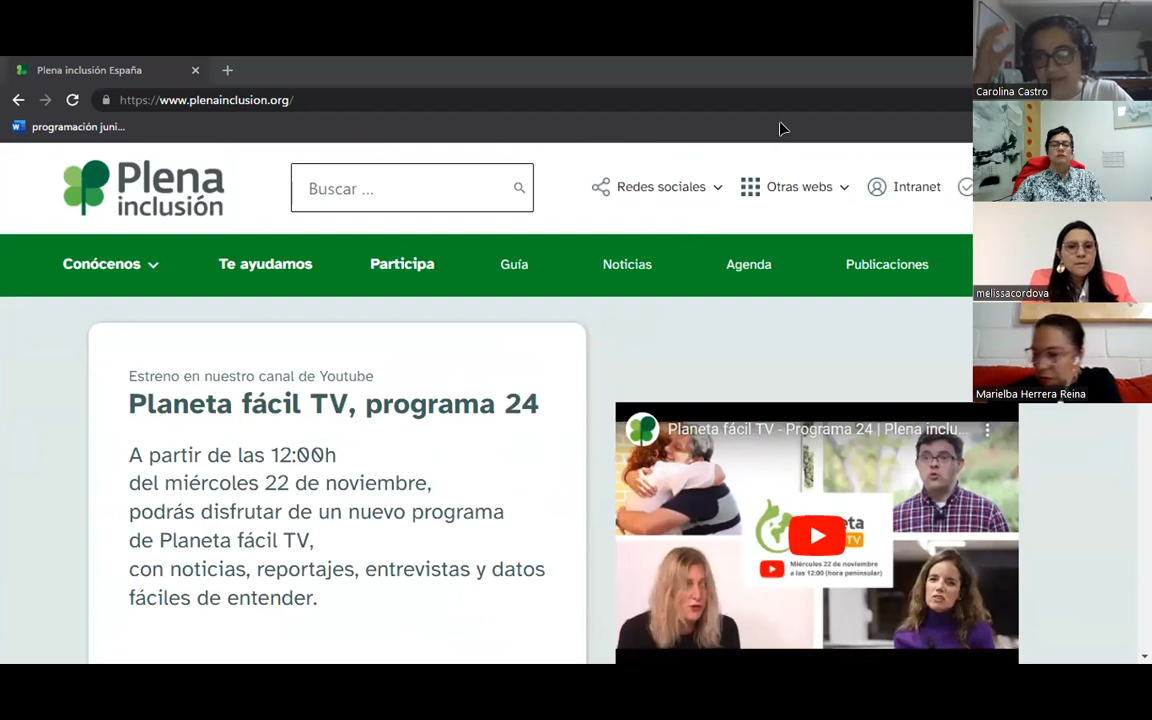 Plena inclusión España
https://www.plenainclusion.org/
programación juni...
Plena
inclusión
Buscar ...
Redes sociales
Otras webs
Intranet
Conócenos
Te ayudamos
Participa
Guía
Noticias
Agenda
Publicaciones
Estreno en nuestro canal de Youtube
Planeta fácil TV, programa 24
A partir de las 12:00h
del miércoles 22 de noviembre,
podrás disfrutar de un nuevo programa
de Planeta fácil TV,
con noticias, reportajes, entrevistas y datos
fáciles de entender.
Planeta fácil TV - Programa 24 | Plena inclu...
TV
Miércoles 22 de noviembre
a las 12:00 (hora peninsular)
Carolina Castro
melissacordova
Marielba Herrera Reina